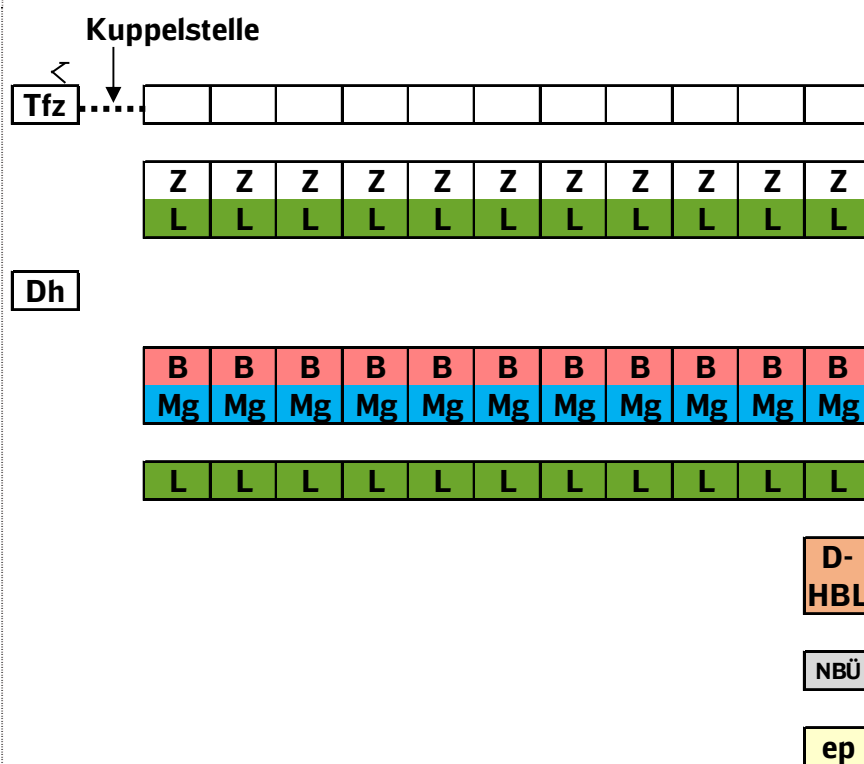 Kuppelstelle
Tfz
Z Z Z Z Z Z Z Z Z Z Z
L L L L L L L L L L L
Dh
B B B B B B B B B B B
Mg Mg Mg Mg Mg Mg Mg Mg Mg Mg Mg
L L L L L L L L L L L
D-
HBL
NBÜ
ep